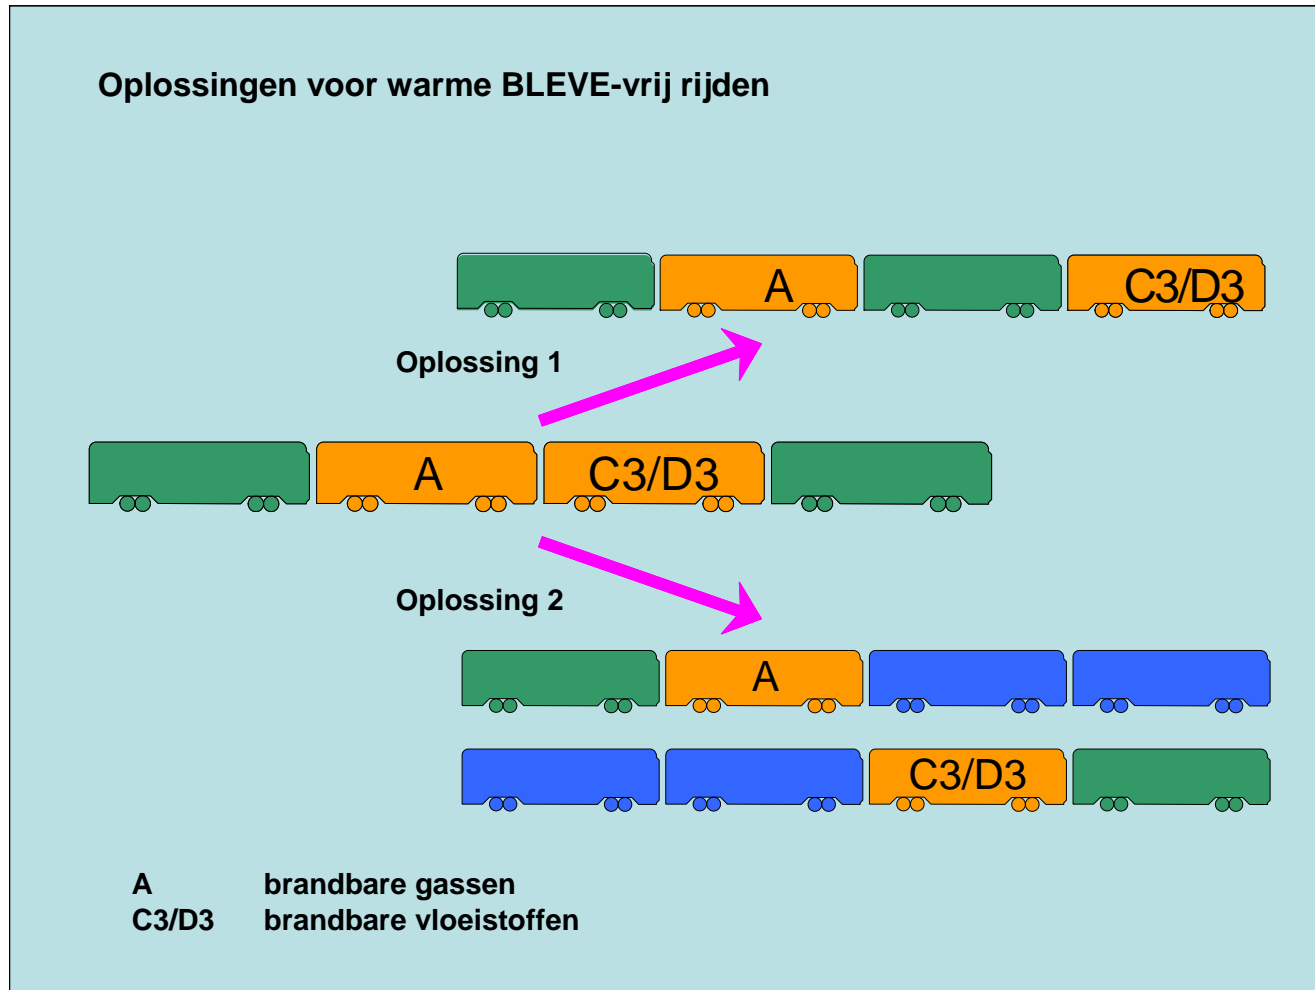 Oplossingen voor warme BLEVE-vrij rijden
A
C3/D3
Oplossing 1
A
C3/D3
Oplossing 2
A
C3/D3
A brandbare gassen
C3/D3 brandbare vloeistoffen